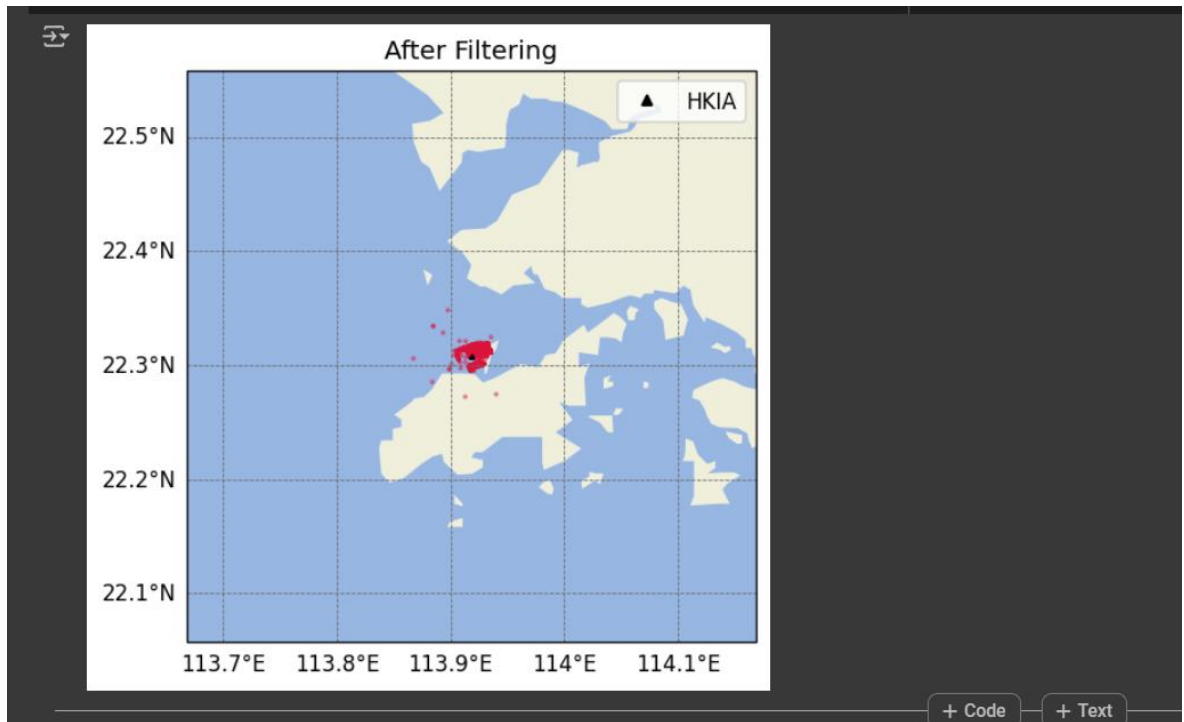 After Filtering
HKIA
22.5°N
22.4°N
22.3°N
22.2°N
22.1°N
113.7°E 113.8°E 113.9°E 114°E 114.1°E
+ Code + Text